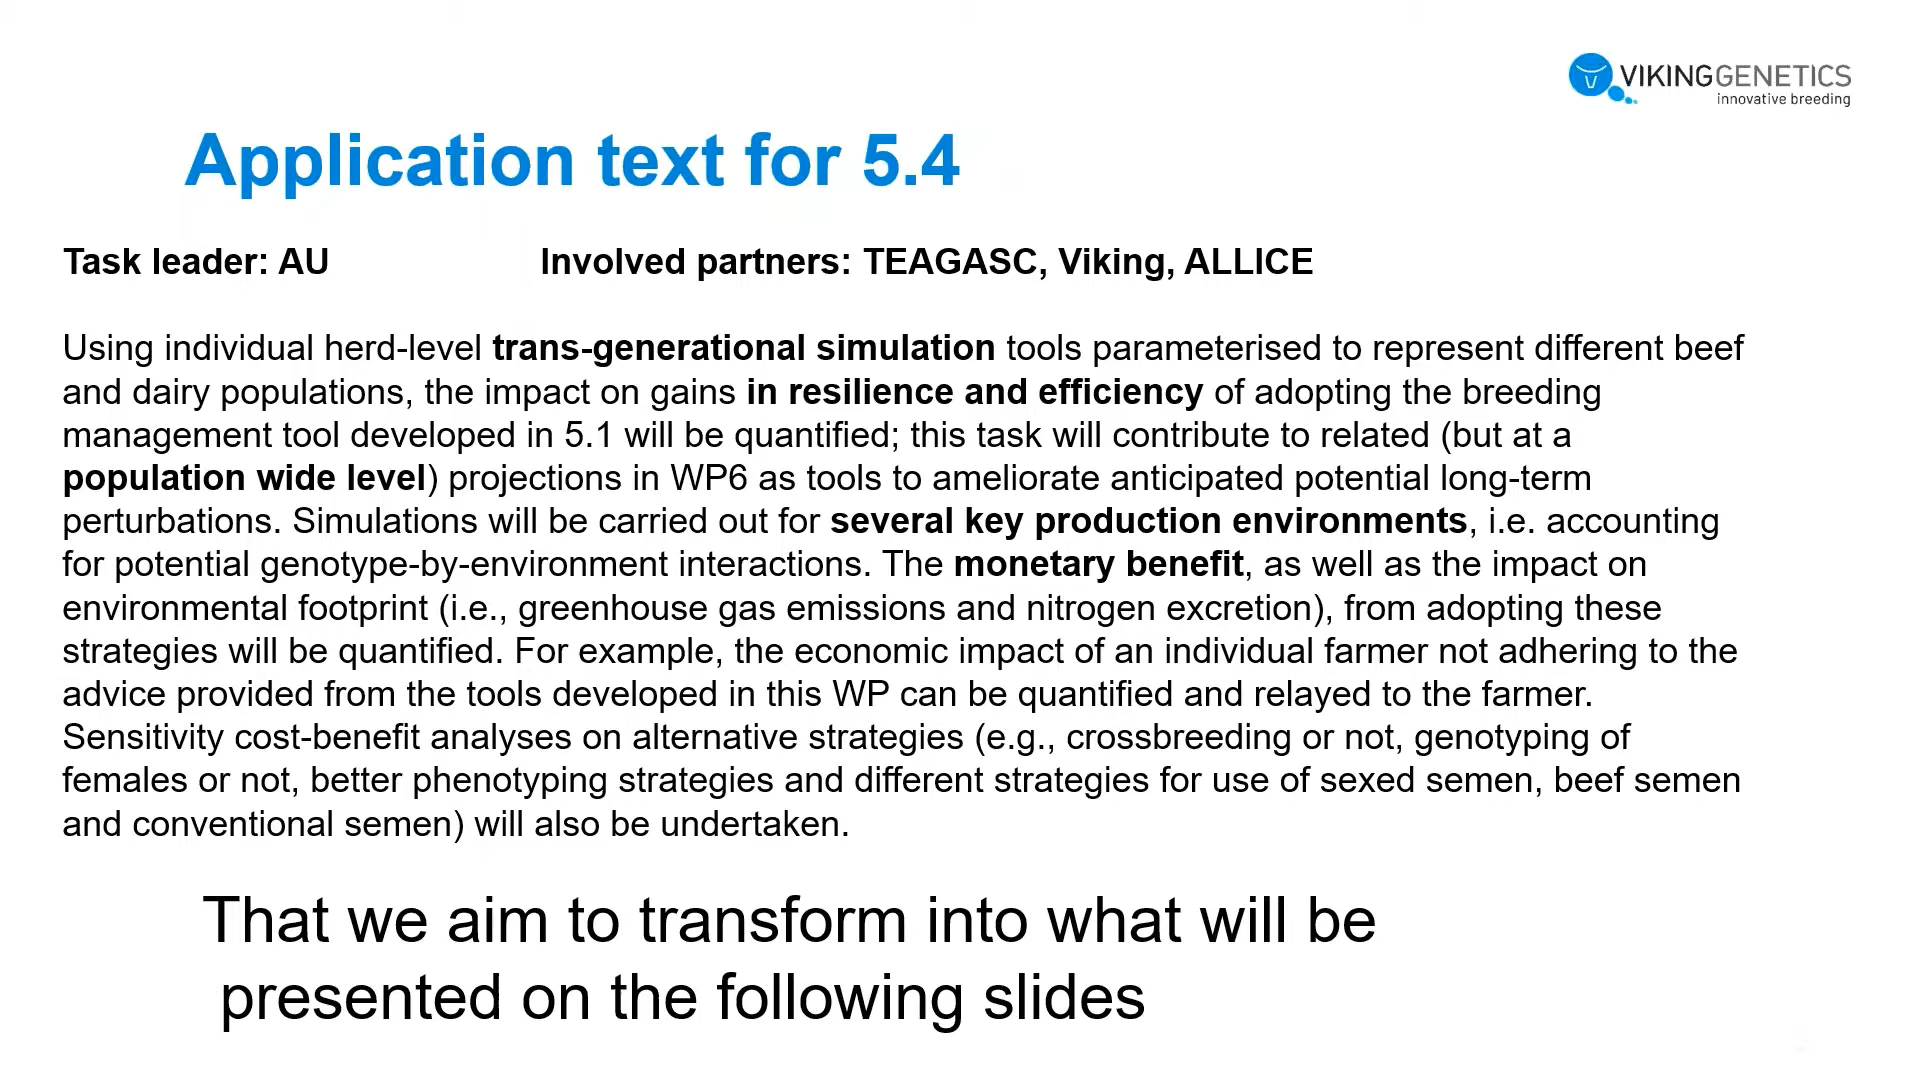 VIKINGGENETICS
innovative breeding
Application text for 5.4
Task leader: AU Involved partners: TEAGASC, Viking, ALLICE
Using individual herd-level trans-generational simulation tools parameterised to represent different beef
and dairy populations, the impact on gains in resilience and efficiency of adopting the breeding
management tool developed in 5.1 will be quantified; this task will contribute to related (but at a
population wide level) projections in WP6 as tools to ameliorate anticipated potential long-term
perturbations. Simulations will be carried out for several key production environments, i.e. accounting
for potential genotype-by-environment interactions. The monetary benefit, as well as the impact on
environmental footprint (i.e., greenhouse gas emissions and nitrogen excretion), from adopting these
strategies will be quantified. For example, the economic impact of an individual farmer not adhering to the
advice provided from the tools developed in this WP can be quantified and relayed to the farmer.
Sensitivity cost-benefit analyses on alternative strategies (e.g., crossbreeding or not, genotyping of
females or not, better phenotyping strategies and different strategies for use of sexed semen, beef semen
and conventional semen) will also be undertaken.
That we aim to transform into what will be
presented on the following slides